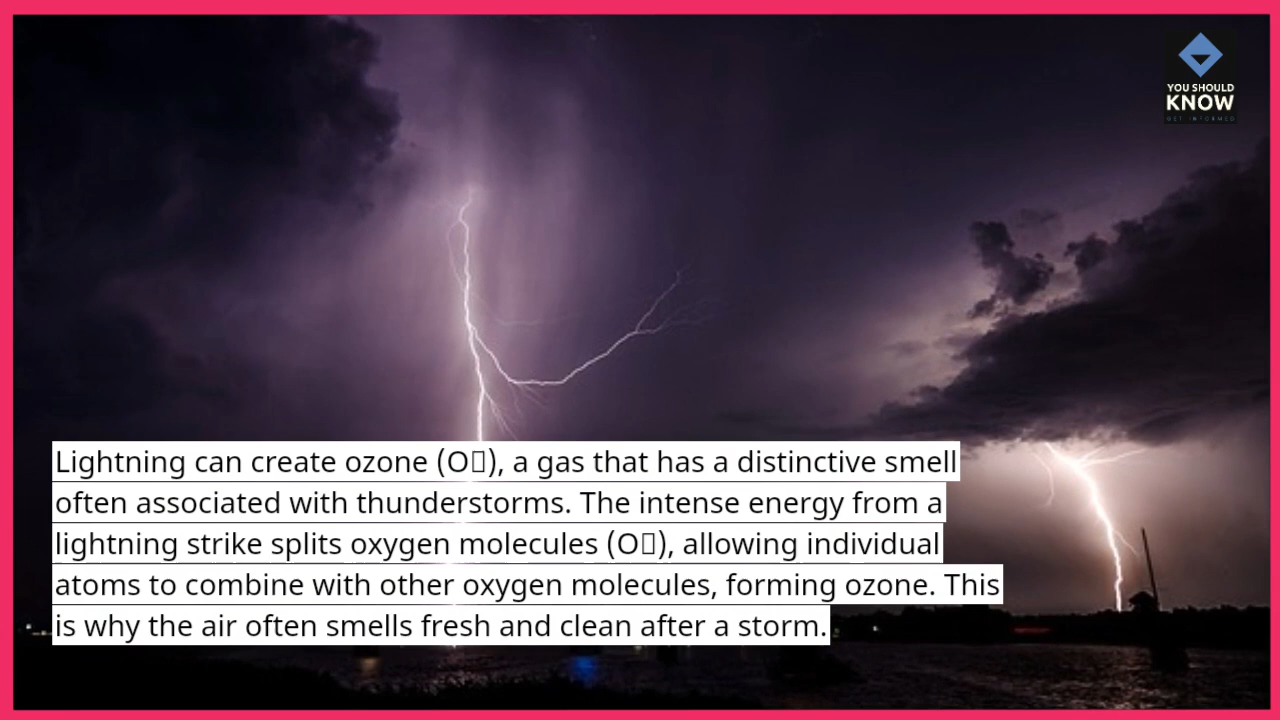 YOU SHOULD
KNOW
GET INFORMED
Lightning can create ozone (O▯), a gas that has a distinctive smell
often associated with thunderstorms. The intense energy from a
lightning strike splits oxygen molecules (O▯), allowing individual
atoms to combine with other oxygen molecules, forming ozone. This
is why the air often smells fresh and clean after a storm.